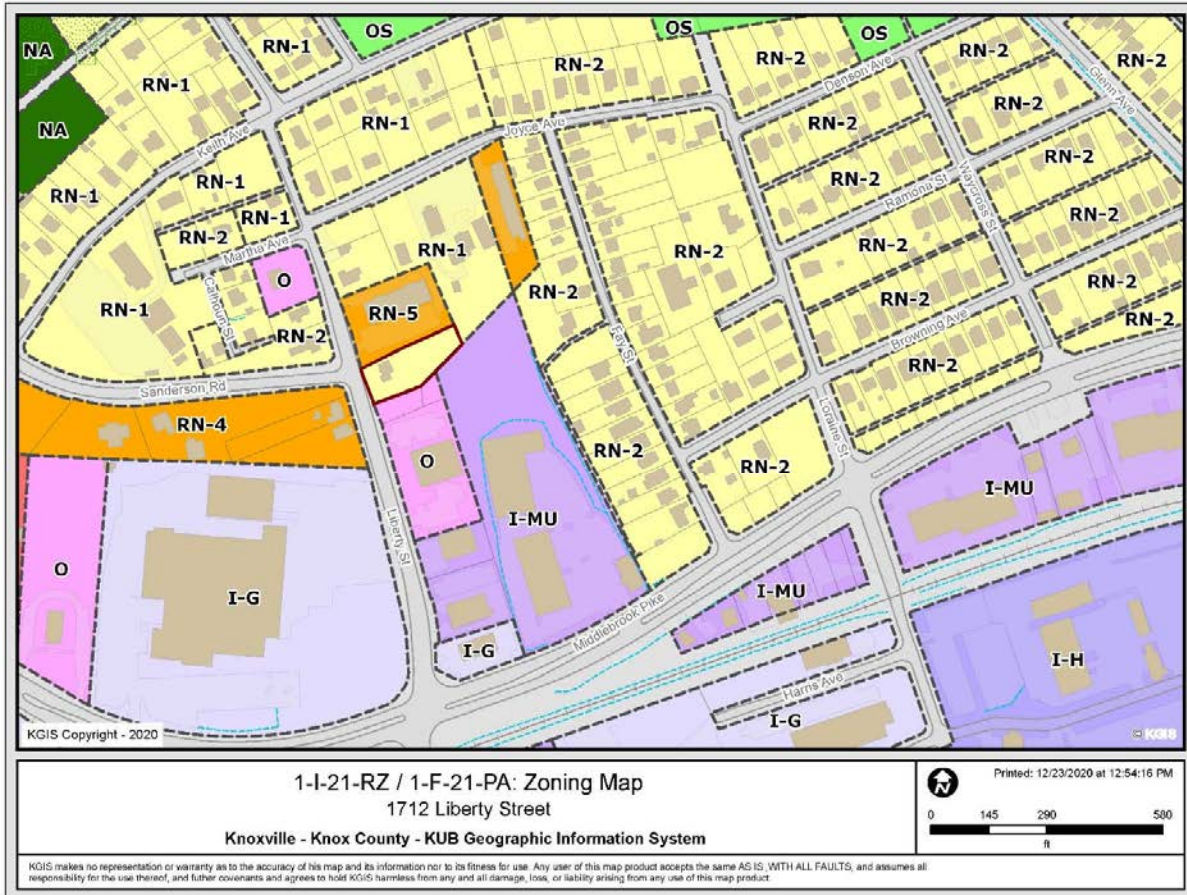 NA
RN-1
RN-1
OS
OS
OS
RN-2
RN-2
RN-2
RN-2
Denson Ave
Glenn Ave
NA
Keith Ave
RN-1
Joyce Ave
RN-2
RN-2
RN-1
RN-1
RN-2
RN-1
RN-2
Martha Ave
RN-1
RN-2
RN-2
Ramona St
Waycross St
RN-2
RN-2
RN-1
Calhoun St
O
RN-2
RN-5
RN-2
RN-2
Fay St
RN-2
RN-2
Browning Ave
RN-2
Sanderson Rd
RN-4
RN-2
Loraine St
RN-2
RN-2
O
I-MU
I-MU
O
I-G
Liberty St
I-MU
I-G
Middlebrook Pike
I-H
Harris Ave
I-G
KGIS Copyright - 2020
© KGIS
1-I-21-RZ / 1-F-21-PA: Zoning Map
1712 Liberty Street
Knoxville - Knox County - KUB Geographic Information System
N
Printed: 12/23/2020 at 12:54:16 PM
0 145 290 580
ft
KGIS makes no representation or warranty as to the accuracy of his map and its information nor to its fitness for use. Any user of this map product accepts the same AS IS, WITH ALL FAULTS, and assumes all
responsibility for the use thereof, and futher covenants and agrees to hold KGIS harmless from any and all damage, loss, or liability arising from any use of this map product.